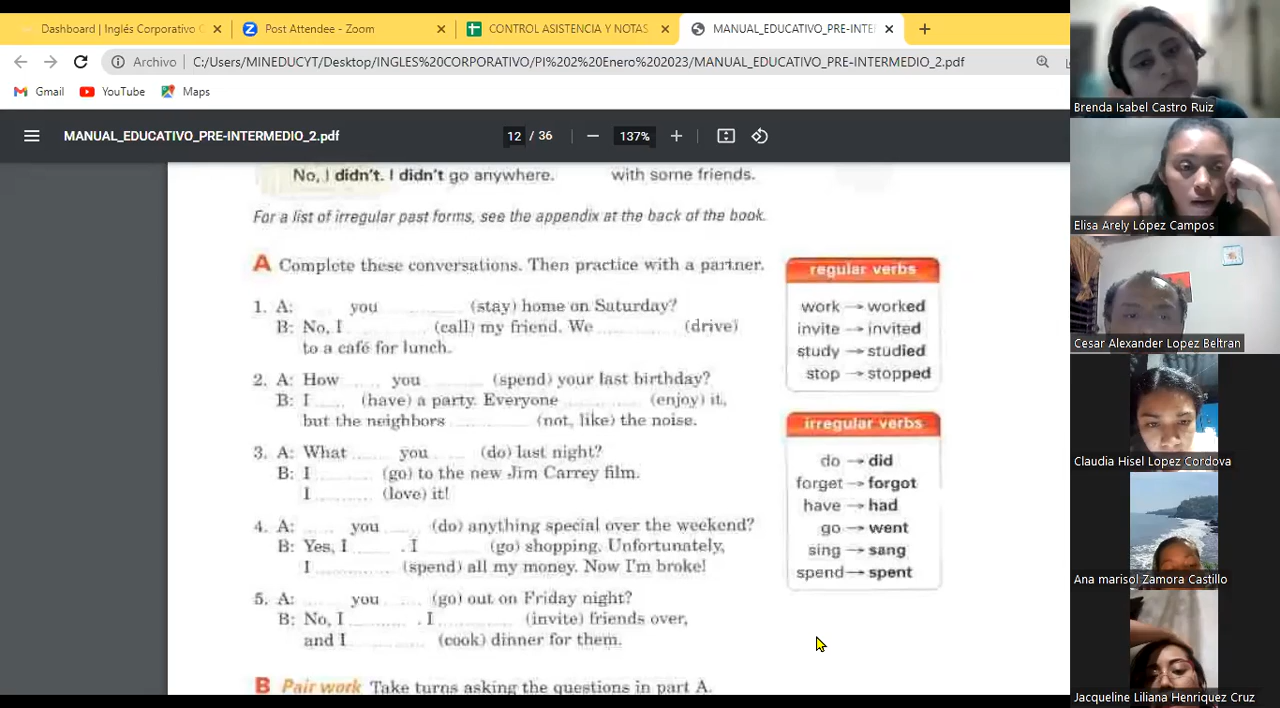 Dashboard | Inglés Corporativo C
Post Attendee - Zoom
CONTROL ASISTENCIA Y NOTAS
MANUAL_EDUCATIVO_PRE-INTER
Archivo
C:/Users/MINEDUCYT/Desktop/INGLES%20CORPORATIVO/PI%202%20Enero%202023/MANUAL_EDUCATIVO_PRE-INTERMEDIO_2.pdf
Gmail
YouTube
Maps
MANUAL_EDUCATIVO_PRE-INTERMEDIO_2.pdf
12 / 36
137%
No, I didn't. I didn't go anywhere.
with some friends.
For a list of irregular past forms, see the appendix at the back of the book.
A Complete these conversations. Then practice with a partner.
1. A: you (stay) home on Saturday?
B: No, I (call) my friend. We (drive)
to a café for lunch.
2. A: How you (spend) your last birthday?
B: I (have) a party. Everyone (enjoy) it,
but the neighbors (not, like) the noise.
3. A: What you (do) last night?
B: I (go) to the new Jim Carrey film.
I (love) it!
4. A: you (do) anything special over the weekend?
B: Yes, I . I (go) shopping. Unfortunately,
I (spend) all my money. Now I'm broke!
5. A: you (go) out on Friday night?
B: No, I . I (invite) friends over,
and I (cook) dinner for them.
B Pair work Take turns asking the questions in part A.
regular verbs
work → worked
invite → invited
study → studied
stop → stopped
irregular verbs
do → did
forget → forgot
have → had
go → went
sing → sang
spend → spent
Brenda Isabel Castro Ruiz
Elisa Arely López Campos
Cesar Alexander Lopez Beltran
Claudia Hisel Lopez Cordova
Ana marisol Zamora Castillo
Jacqueline Liliana Henriquez Cruz